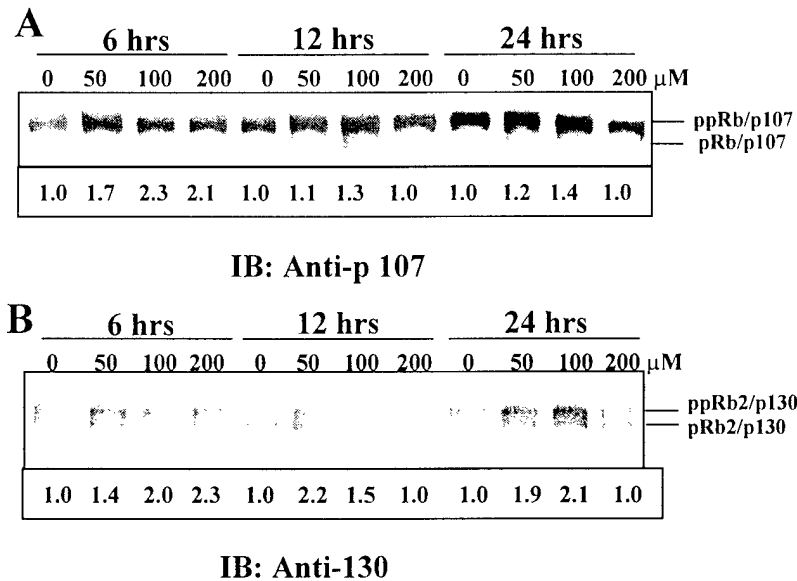 A
6 hrs 12 hrs 24 hrs
0 50 100 200 0 50 100 200 0 50 100 200 μM
ppRb/p107
pRb/p107
1.0 1.7 2.3 2.1 1.0 1.1 1.3 1.0 1.0 1.2 1.4 1.0
IB: Anti-p 107
B
6 hrs 12 hrs 24 hrs
0 50 100 200 0 50 100 200 0 50 100 200 μM
ppRb2/p130
pRb2/p130
1.0 1.4 2.0 2.3 1.0 2.2 1.5 1.0 1.0 1.9 2.1 1.0
IB: Anti-130